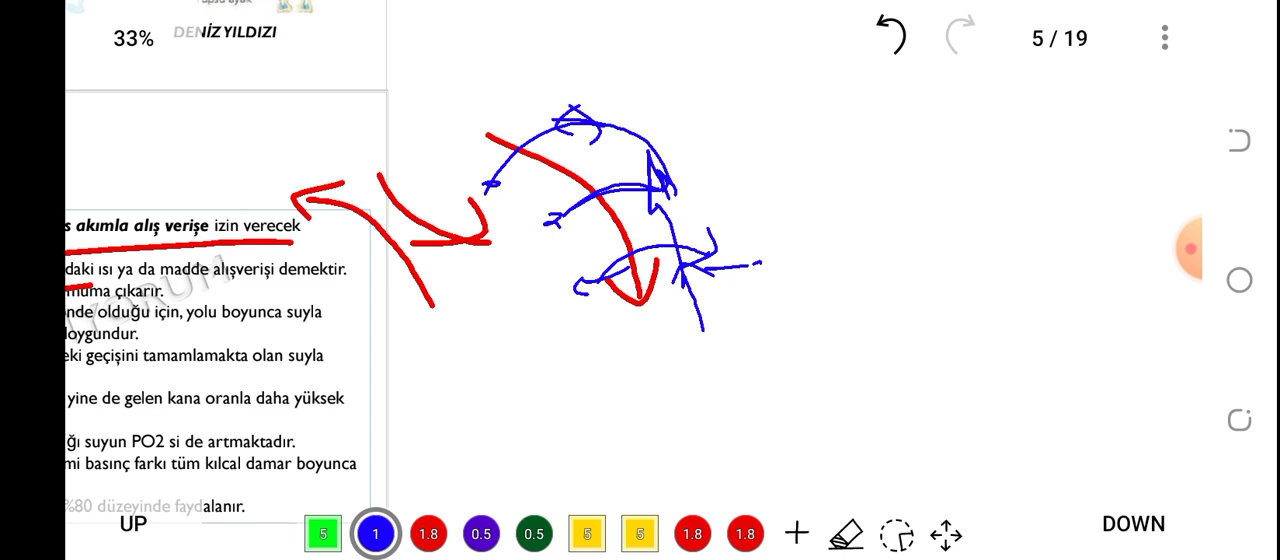 33%
DENİZ YILDIZI
5 / 19
s akımla alış verişe izin verecek
daki ısı ya da madde alışverişi demektir.
muma çıkarır.
nde olduğu için, yolu boyunca suyla
doygundur.
eki geçişini tamamlamakta olan suyla
yine de gelen kana oranla daha yüksek
ğı suyun PO2 si de artmaktadır.
mi basınç farkı tüm kılcal damar boyunca
%80 düzeyinde faydalanır.
UP
5
1
1.8
0.5
0.5
5
5
1.8
1.8
DOWN